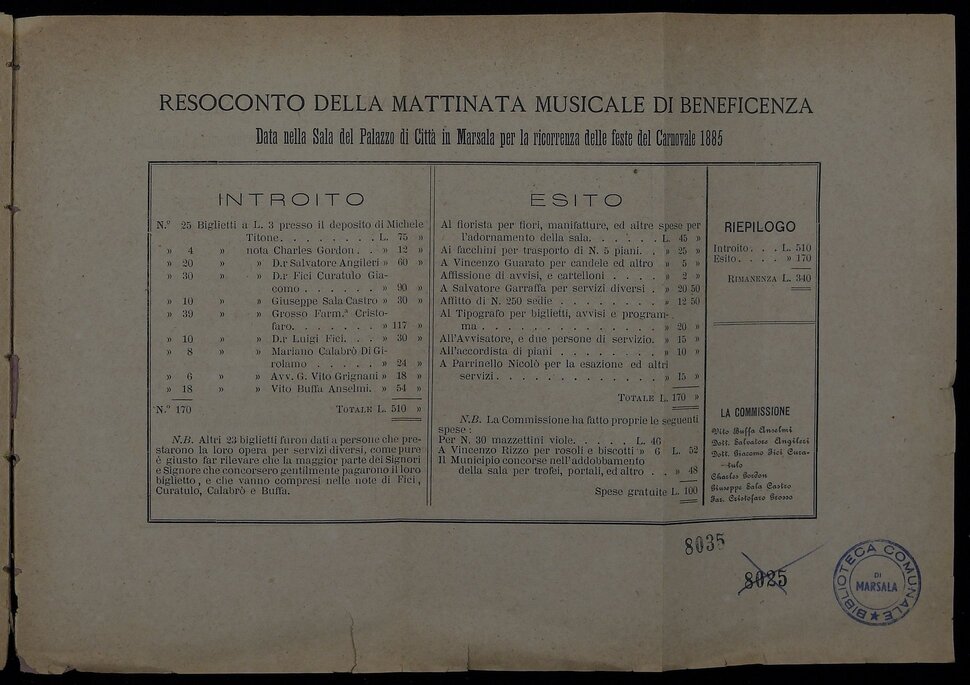 RESOCONTO DELLA MATTINATA MUSICALE DI BENEFICENZA
Data nella Sala del Palazzo di Città in Marsala per la ricorrenza delle feste del Carnovale 1885
INTROITO
N.º 25 Biglietti a L. 3 presso il deposito di Michele
Titone. . . . . . . . L. 75 »
» 4 » nota Charles Gordon . . . » 12 »
» 20 » » D.r Salvatore Angileri » 60 »
» 30 » » D.r Fici Curatulo Gia-
como . . . . . . . » 90 »
» 10 » » Giuseppe Sala Castro » 30 »
» 39 » » Grosso Farm.ª Cristo-
faro. . . . . . . . » 117 »
» 10 » » D.r Luigi Fici. . . . » 30 »
» 8 » » Mariano Calabrò Di Gi-
rolamo . . . . . . » 24 »
» 6 » » Avv. G. Vito Grignani » 18 »
» 18 » » Vito Buffa Anselmi. » 54 »
N.º 170 TOTALE L. 510 »
N.B. Altri 23 biglietti furon dati a persone che pre-
starono la loro opera per servizi diversi, come pure
è giusto far rilevare che la maggior parte dei Signori
e Signore che concorsero gentilmente pagarono il loro
biglietto, e che vanno compresi nelle note di Fici,
Curatulo, Calabrò e Buffa.
ESITO
Al fiorista per fiori, manifatture, ed altre spese per
l'adornamento della sala. . . . . . L. 45 »
Ai facchini per trasporto di N. 5 piani. . . » 25 »
A Vincenzo Guarato per candele ed altro . » 5 »
Affissione di avvisi, e cartelloni . . . . » 2 »
A Salvatore Garraffa per servizi diversi . » 20 50
Affitto di N. 250 sedie . . . . . . . . » 12 50
Al Tipografo per biglietti, avvisi e program-
ma . . . . . . . . . . . . . . . . » 20 »
All'Avvisatore, e due persone di servizio. » 15 »
All'accordista di piani . . . . . . . . » 10 »
A Parrinello Nicolò per la esazione ed altri
servizi . . . . . . . . . . . . . . » 15 »
TOTALE L. 170 »
N.B. La Commissione ha fatto proprie le seguenti
spese :
Per N. 30 mazzettini viole. . . . . L. 46
A Vincenzo Rizzo per rosoli e biscotti » 6 L. 52
Il Municipio concorse nell'addobbamento
della sala per trofei, portali, ed altro . . » 48
Spese gratuite L. 100
RIEPILOGO
Introito. . . . L. 510
Esito. . . . . » 170
RIMANENZA L. 340
LA COMMISSIONE
Vito Buffa Anselmi
Dott. Salvatore Angileri
Dott. Giacomo Fici Cura-
tulo
Charles Gordon
Giuseppe Sala Castro
Far. Cristofaro Grosso
8035
8025
BIBLIOTECA COMUNALE
DI
MARSALA